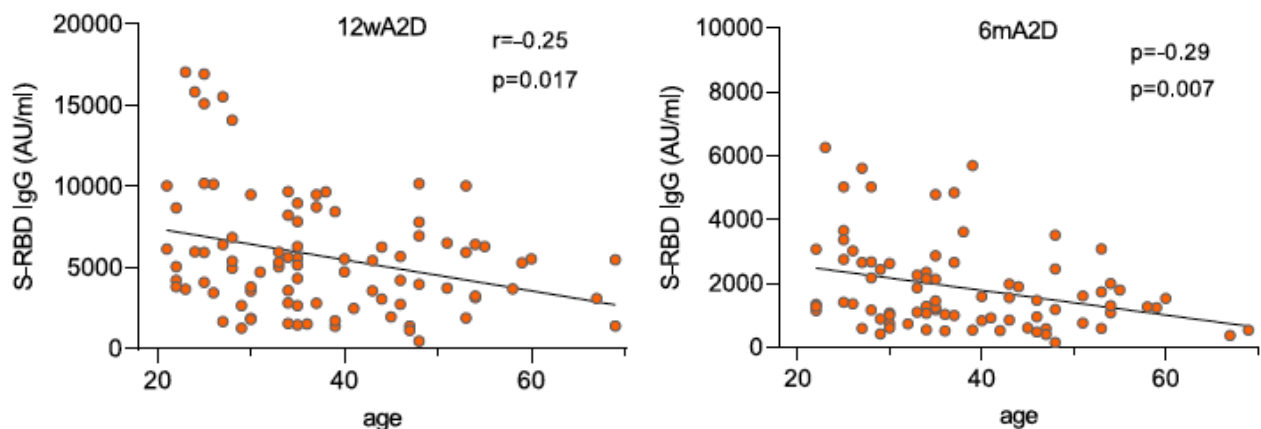 12wA2D
r=-0.25
p=0.017
S-RBD IgG (AU/ml)
20000
15000
10000
5000
0
20
40
60
age
6mA2D
p=-0.29
p=0.007
S-RBD IgG (AU/ml)
10000
8000
6000
4000
2000
0
20
40
60
age